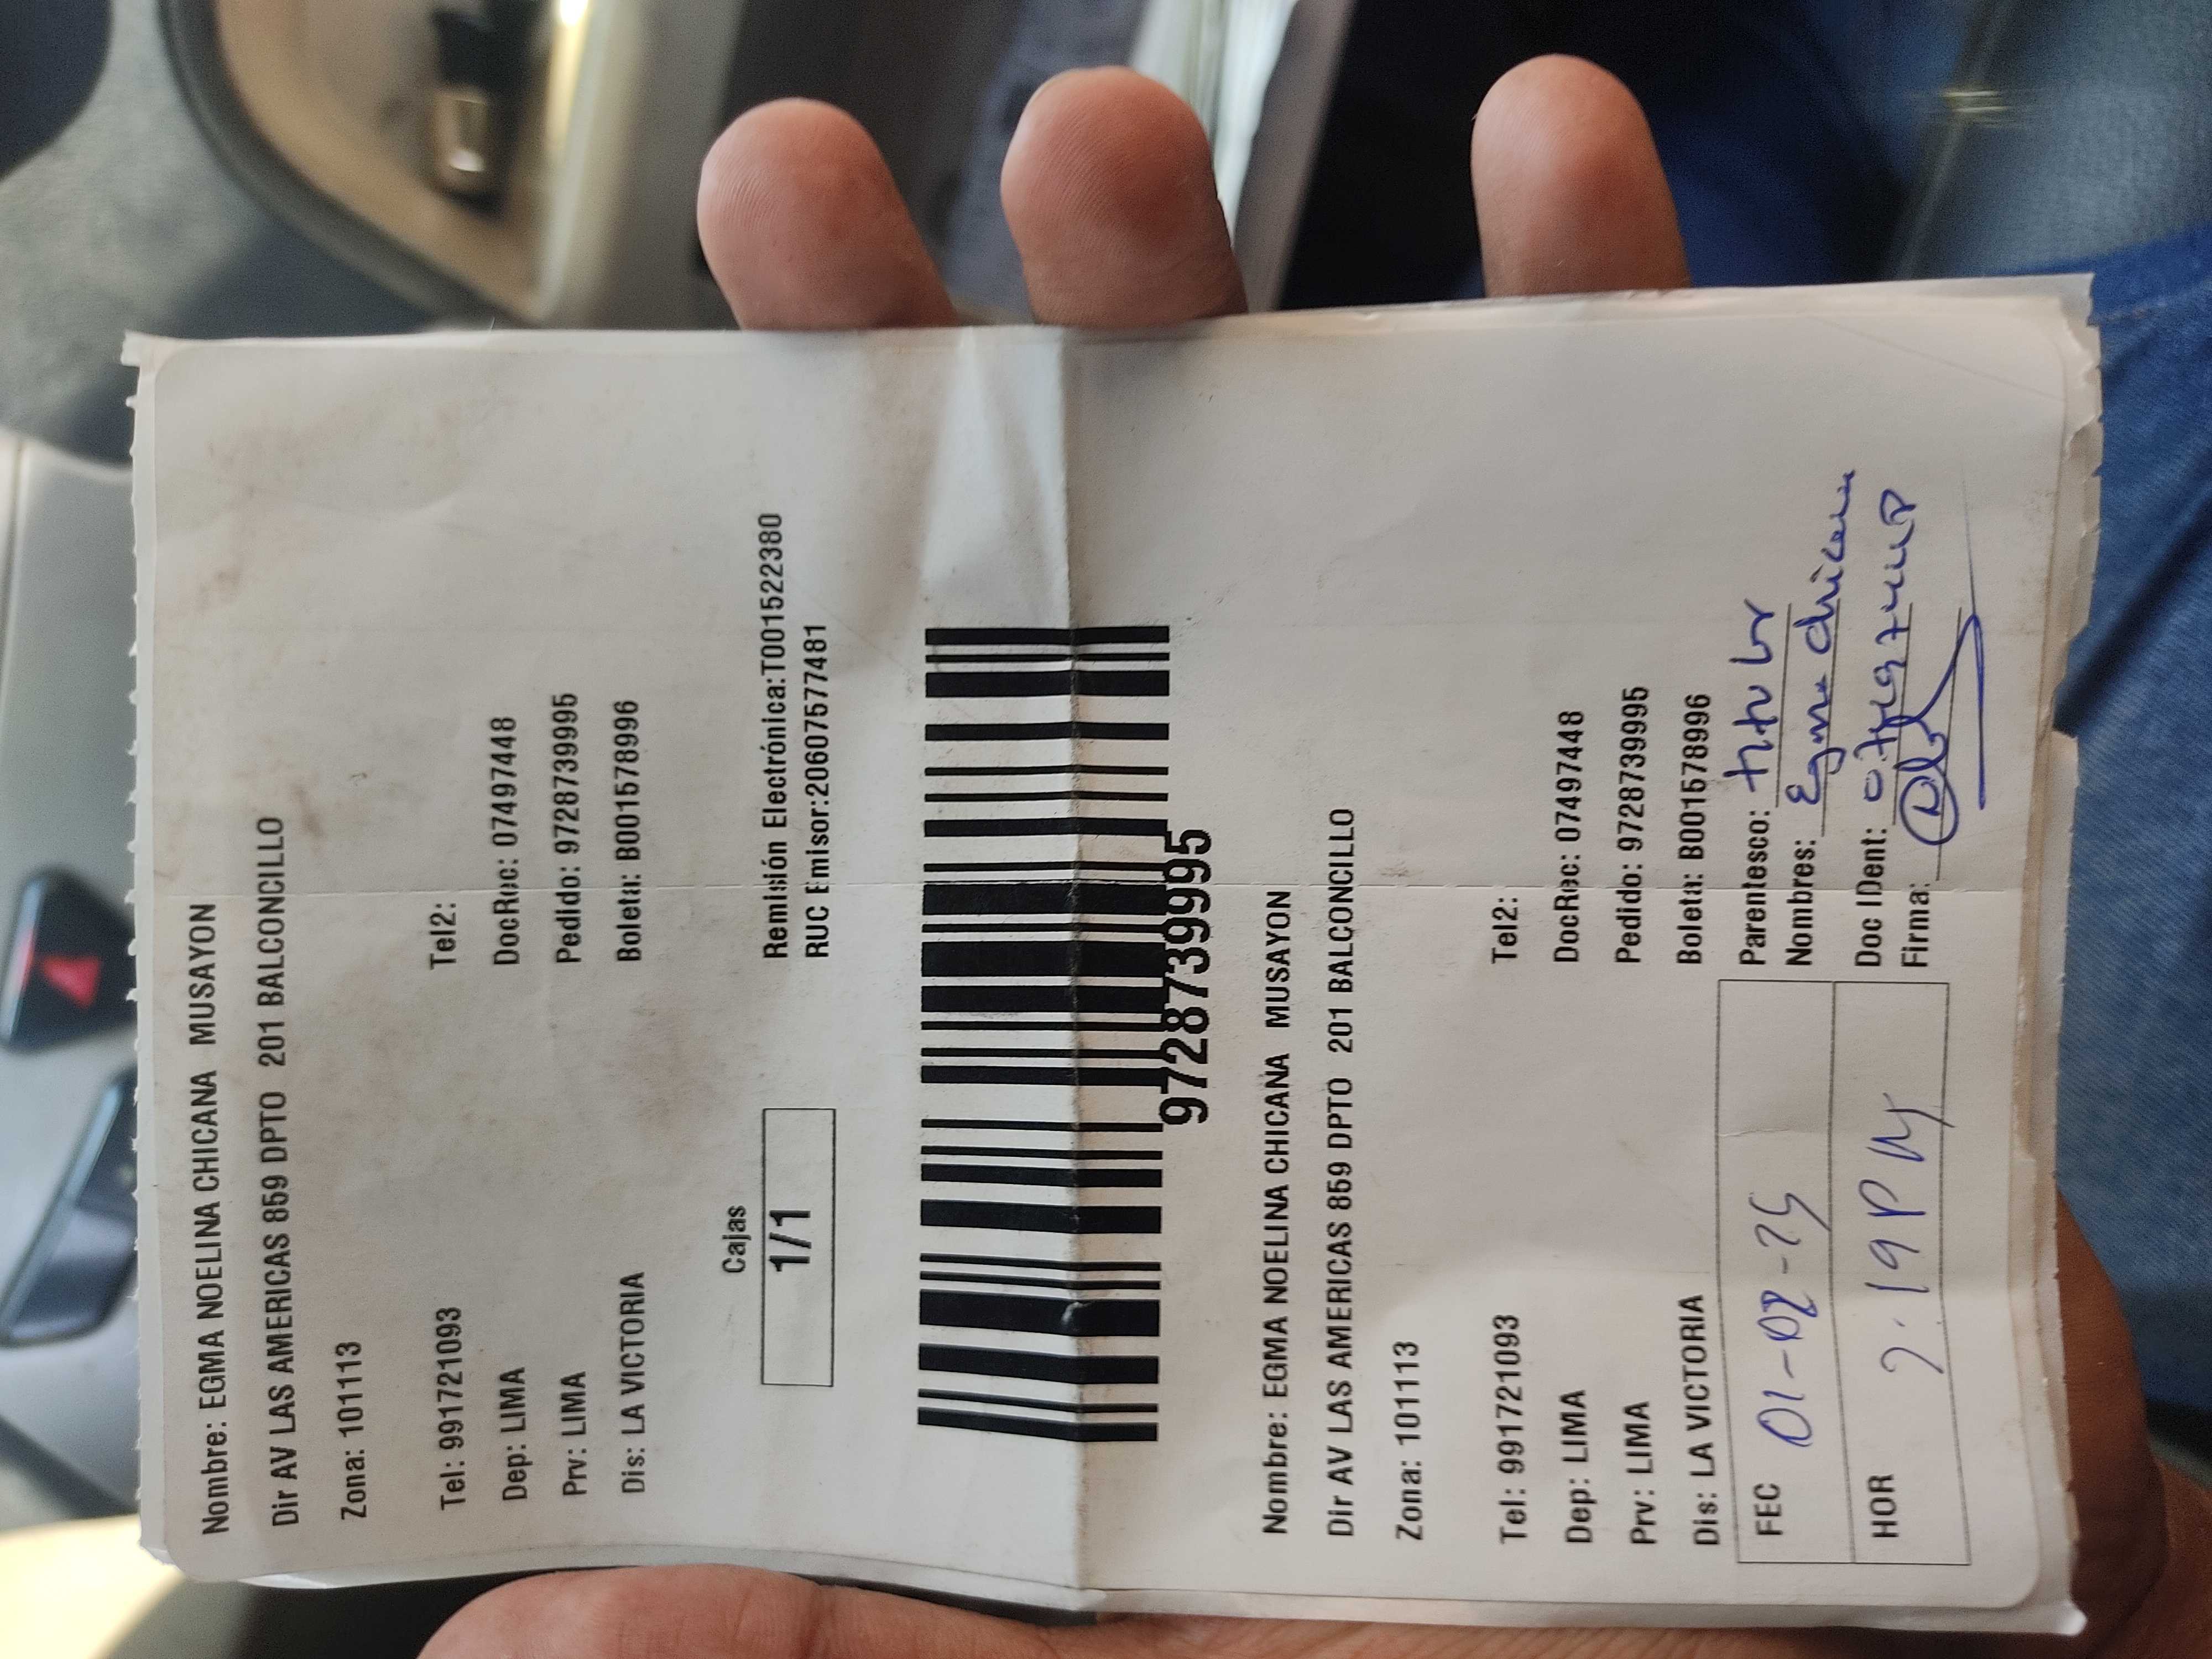 Nombre: EGMA NOELINA CHICANA MUSAYON
Dir AV LAS AMERICAS 859 DPTO 201 BALCONCILLO
Zona: 101113
Tel: 991721093 Tel2:
Dep: LIMA DocRec: 07497448
Prv: LIMA Pedido: 9728739995
Dis: LA VICTORIA Boleta: B001578996
Cajas
1/1
Remisión Electrónica:T001522380
RUC Emisor:20607577481
9728739995
Nombre: EGMA NOELINA CHICANA MUSAYON
Dir AV LAS AMERICAS 859 DPTO 201 BALCONCILLO
Zona: 101113
Tel: 991721093 Tel2:
Dep: LIMA DocRec: 07497448
Prv: LIMA Pedido: 9728739995
Dis: LA VICTORIA Boleta: B001578996
FEC 01-02-25 Parentesco:
Nombres: Egma
HOR 2.19 PM Doc IDent:
Firma: